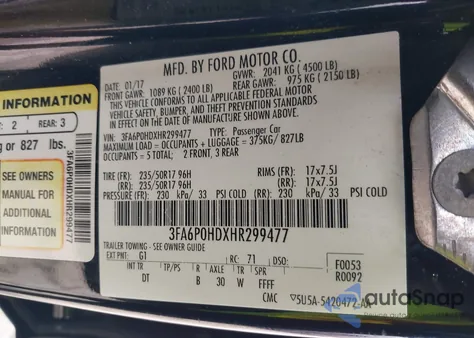 MFD. BY FORD MOTOR CO.
DATE: 01/17 GVWR: 2041 KG ( 4500 LB)
FRONT GAWR: 1089 KG ( 2400 LB) REAR GAWR: 975 KG ( 2150 LB)
THIS VEHICLE CONFORMS TO ALL APPLICABLE FEDERAL MOTOR
VEHICLE SAFETY, BUMPER, AND THEFT PREVENTION STANDARDS
IN EFFECT ON THE DATE OF MANUFACTURE SHOWN ABOVE.
VIN: 3FA6P0HDXHR299477 TYPE: Passenger Car
MAXIMUM LOAD = OCCUPANTS + LUGGAGE = 375KG / 827LB
OCCUPANTS = 5 TOTAL; 2 FRONT, 3 REAR
TIRE (FR): 235/50R17 96H RIMS (FR): 17x7.5J
(RR): 235/50R17 96H (RR): 17x7.5J
PRESSURE (FR): 230 kPa/ 33 PSI COLD (RR): 230 kPa/ 33 PSI COLD
3FA6P0HDXHR299477
TRAILER TOWING - SEE OWNERS GUIDE
EXT PNT: G1 RC: 71 DSO: F0053
R0092
INT TR TP/PS R AXLE TR SPR
DT B 30 W FFFF
CMC 5U5A-5420472-AA
INFORMATION
: 2 REAR: 3
g or 827 lbs.
SEE OWNERS
MANUAL FOR
ADDITIONAL
INFORMATION
3FA6P0HDXHR299477
autoSnap